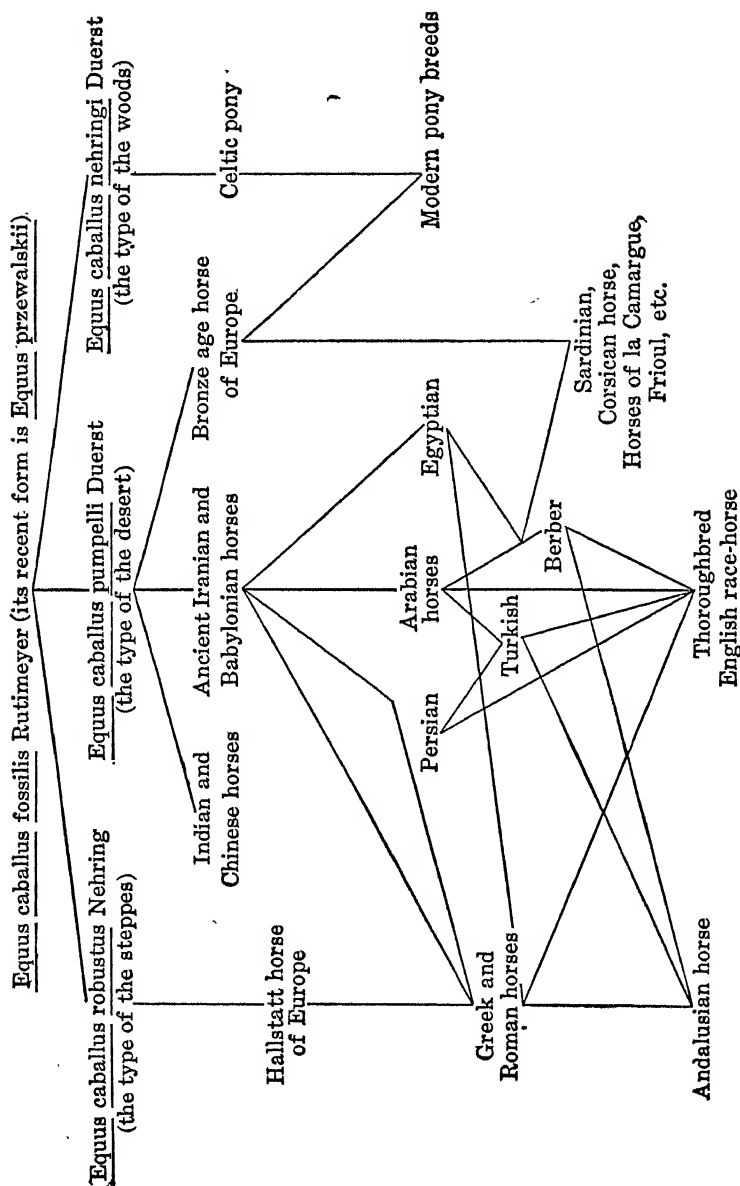 Equus caballus fossilis Rutimeyer (its recent form is Equus przewalskii).
Equus caballus robustus Nehring
(the type of the steppes)
Equus caballus pumpelli Duerst
(the type of the desert)
Equus caballus nehringi Duerst
(the type of the woods)
Hallstatt horse
of Europe
Indian and
Chinese horses
Ancient Iranian and
Babylonian horses
Bronze age horse
of Europe.
Celtic pony
Greek and
Roman horses
Persian
Turkish
Arabian
horses
Egyptian
Berber
Modern pony breeds
Sardinian,
Corsican horse,
Horses of la Camargue,
Frioul, etc.
Andalusian horse
Thoroughbred
English race-horse